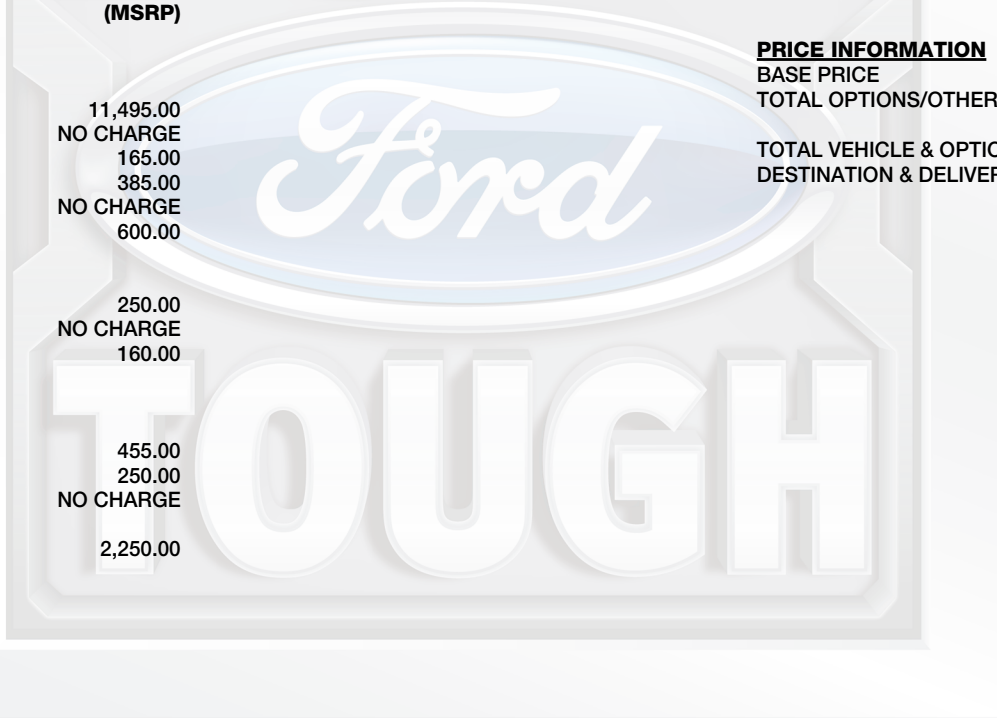 (MSRP)
11,495.00
NO CHARGE
165.00
385.00
NO CHARGE
600.00
250.00
NO CHARGE
160.00
455.00
250.00
NO CHARGE
2,250.00
PRICE INFORMATION
BASE PRICE
TOTAL OPTIONS/OTHER
TOTAL VEHICLE & OPTIO
DESTINATION & DELIVER
Ford
TOUGH